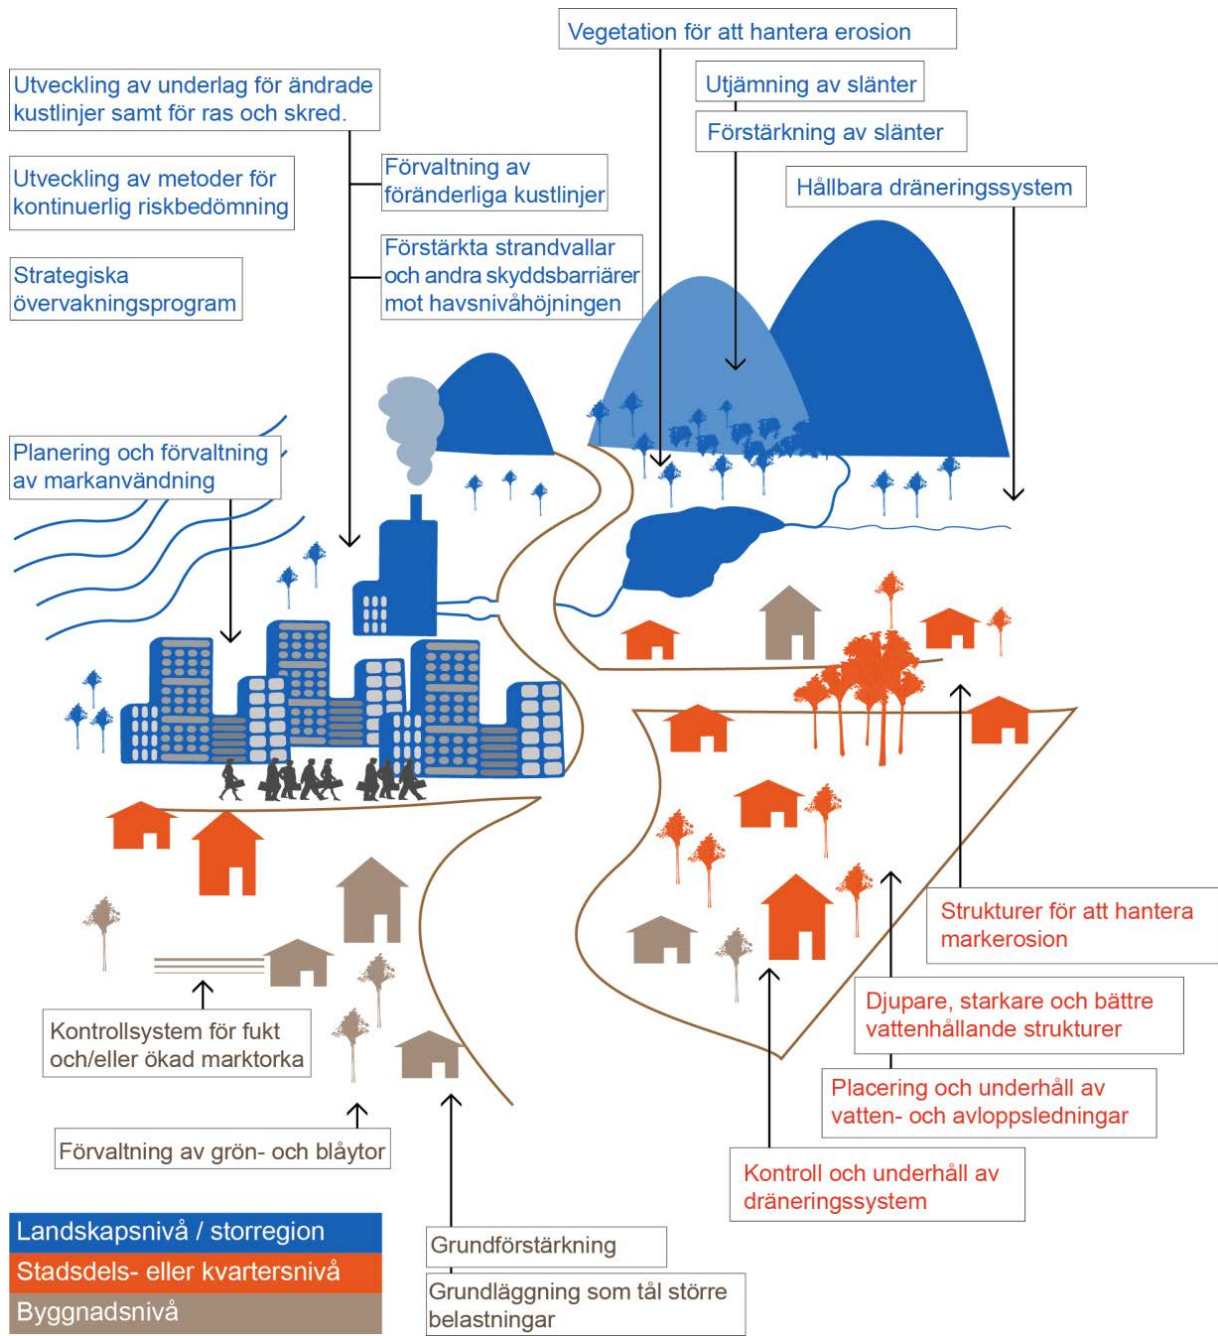 Vegetation för att hantera erosion
Utveckling av underlag för ändrade
kustlinjer samt för ras och skred.
Utjämning av slänter
Förstärkning av slänter
Utveckling av metoder för
kontinuerlig riskbedömning
Förvaltning av
föränderliga kustlinjer
Hållbara dräneringssystem
Strategiska
övervakningsprogram
Förstärkta strandvallar
och andra skyddsbarriärer
mot havsnivåhöjningen
Planering och förvaltning
av markanvändning
Strukturer för att hantera
markerosion
Djupare, starkare och bättre
vattenhållande strukturer
Kontrollsystem för fukt
och/eller ökad marktorka
Placering och underhåll av
vatten- och avloppsledningar
Förvaltning av grön- och blåytor
Kontroll och underhåll av
dräneringssystem
Landskapsnivå / storregion
Stadsdels- eller kvartersnivå
Byggnadsnivå
Grundförstärkning
Grundläggning som tål större
belastningar